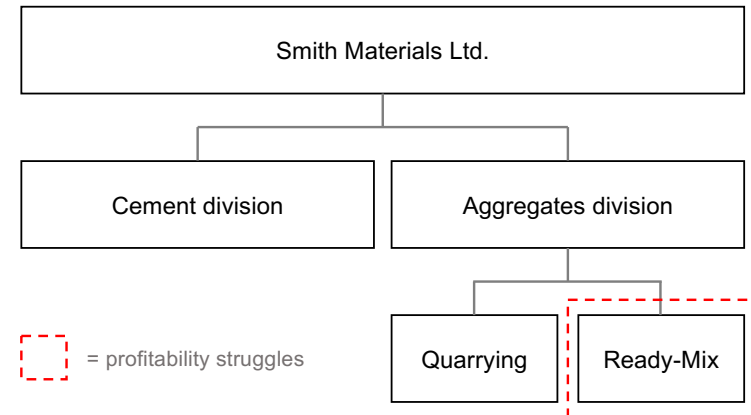 Smith Materials Ltd.
Cement division
Aggregates division
Quarrying
Ready-Mix
= profitability struggles